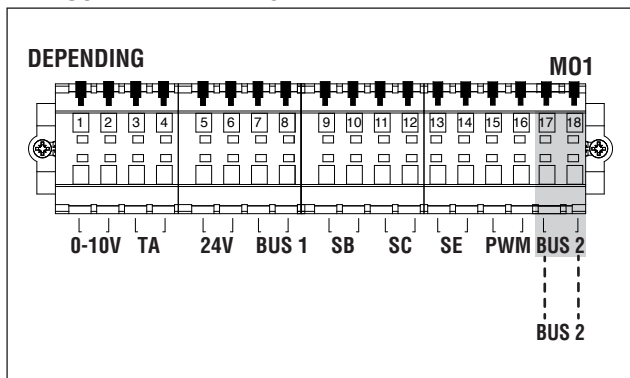 DEPENDING
M01
1 2 3 4 5 6 7 8 9 10 11 12 13 14 15 16 17 18
0-10V TA 24V BUS 1 SB SC SE PWM BUS 2
BUS 2